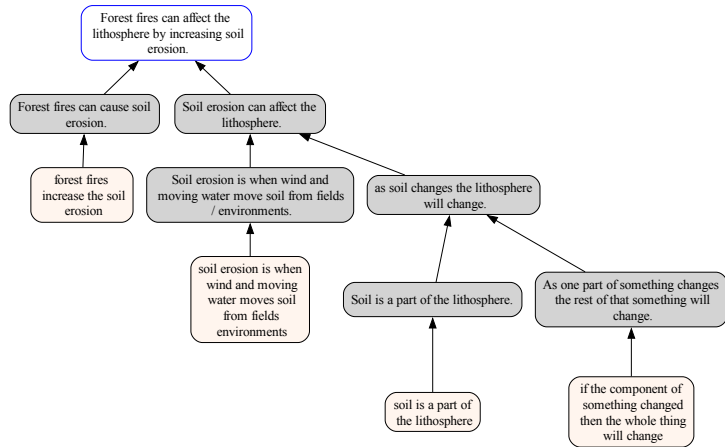 Forest fires can affect the
lithosphere by increasing soil
erosion.
Forest fires can cause soil
erosion.
Soil erosion can affect the
lithosphere.
forest fires
increase the soil
erosion
Soil erosion is when wind and
moving water move soil from fields
/ environments.
as soil changes the lithosphere
will change.
soil erosion is when
wind and moving
water moves soil
from fields
environments
Soil is a part of the lithosphere.
As one part of something changes
the rest of that something will
change.
soil is a part of
the lithosphere
if the component of
something changed
then the whole thing
will change